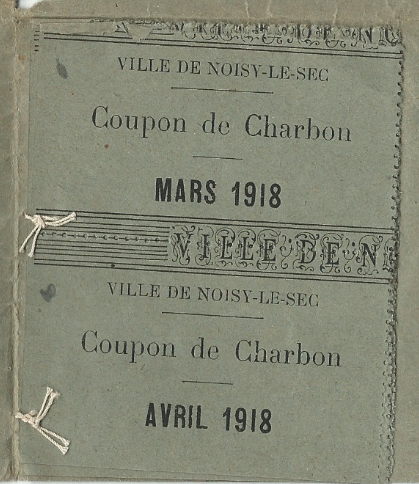 VILLE DE NOISY-LE-SEC
Coupon de Charbon
MARS 1918
VILLE DE N
VILLE DE NOISY-LE-SEC
Coupon de Charbon
AVRIL 1918